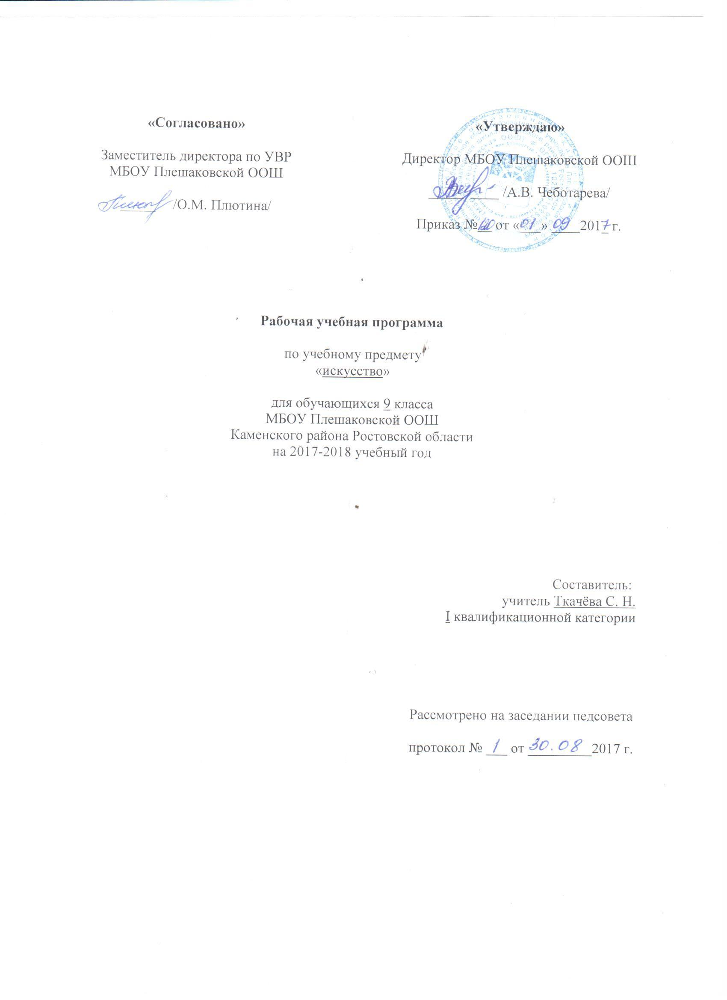 «Согласовано»
Заместитель директора по УВР
МБОУ Плешаковской ООШ
/О.М. Плютина/
«Утверждаю»
Директор МБОУ Плешаковской ООШ
/А.В. Чеботарева/
Приказ № от «01» 09 2017 г.
Рабочая учебная программа
по учебному предмету
«искусство»
для обучающихся 9 класса
МБОУ Плешаковской ООШ
Каменского района Ростовской области
на 2017-2018 учебный год
Составитель:
учитель Ткачёва С. Н.
I квалификационной категории
Рассмотрено на заседании педсовета
протокол № 1 от 30.08 2017 г.